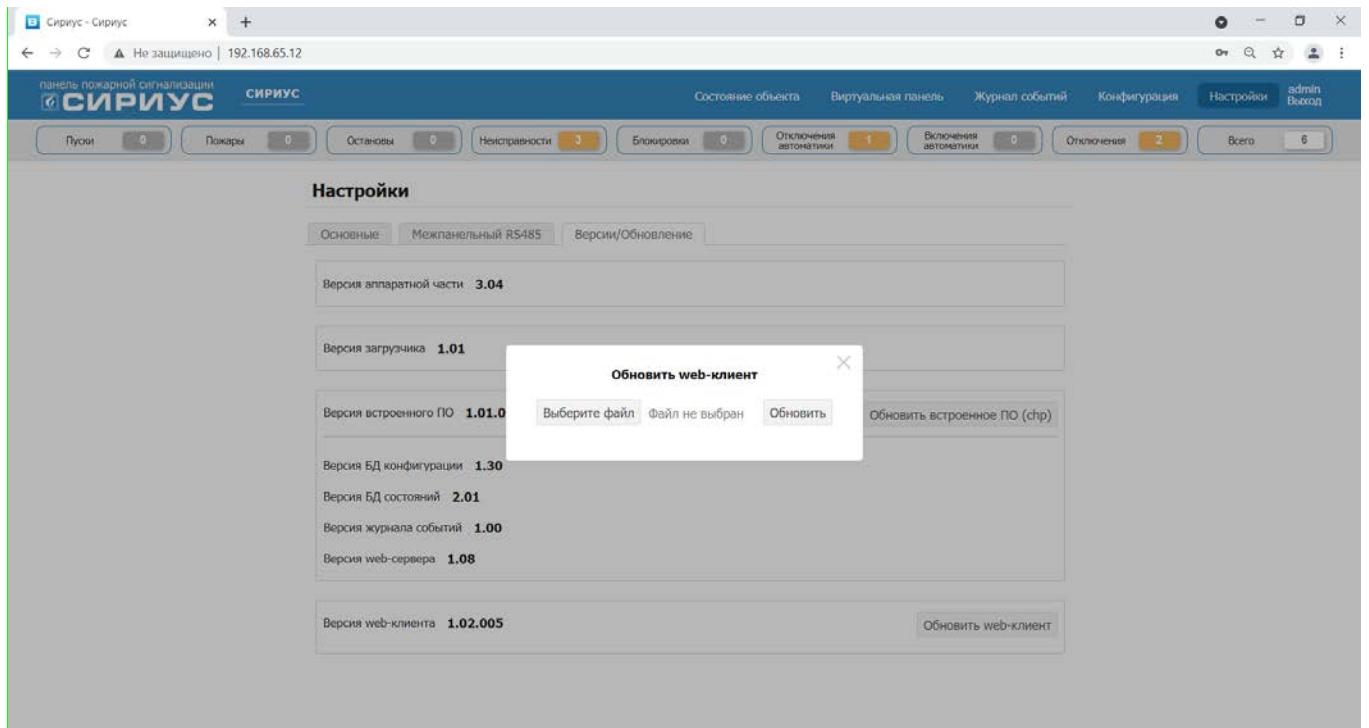 Сириус - Сириус
Не защищено | 192.168.65.12
панель пожарной сигнализации
СИРИУС
СИРИУС
Состояние объекта
Виртуальная панель
Журнал событий
Конфигурация
Настройки
admin
Выход
Пуски 0
Пожары 0
Остановы 0
Неисправности 3
Блокировки 0
Отключения автоматики 1
Включения автоматики 0
Отключения 2
Всего 6
Настройки
Основные
Межпанельный RS485
Версии/Обновление
Версия аппаратной части 3.04
Версия загрузчика 1.01
Обновить web-клиент
Версия встроенного ПО 1.01.0
Выберите файл Файл не выбран Обновить
Обновить встроенное ПО (chp)
Версия БД конфигурации 1.30
Версия БД состояний 2.01
Версия журнала событий 1.00
Версия web-сервера 1.08
Версия web-клиента 1.02.005
Обновить web-клиент